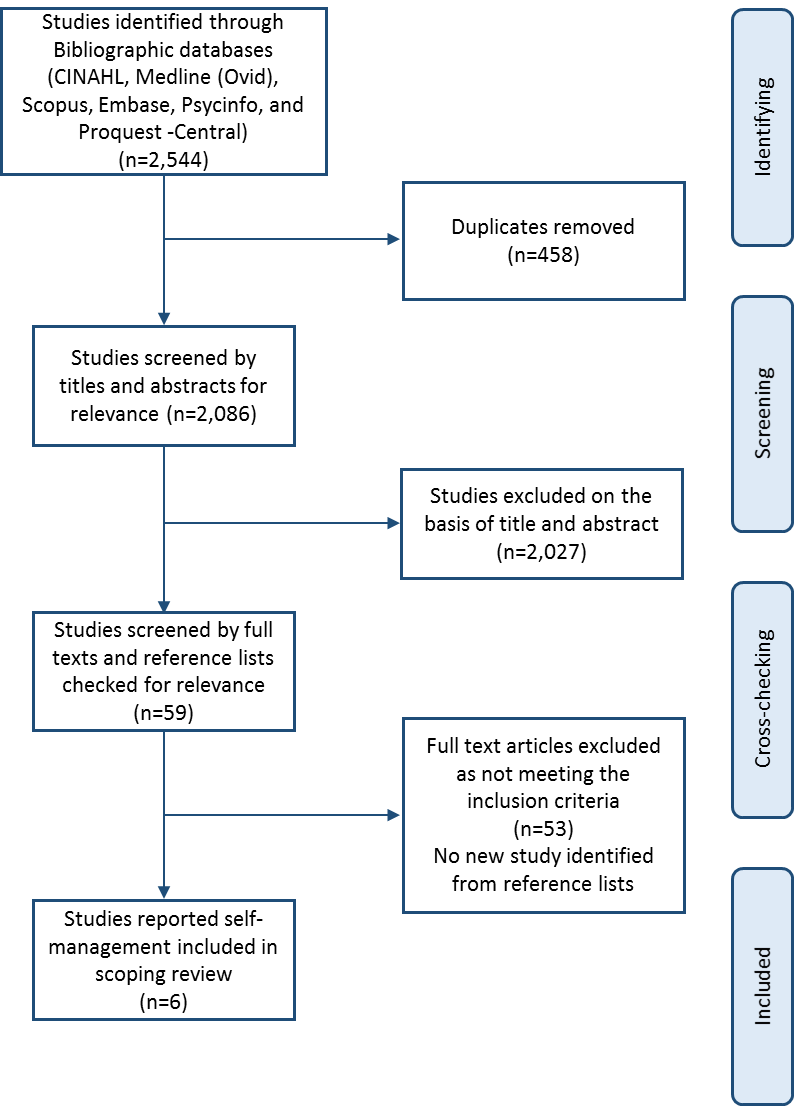 Studies identified through
Bibliographic databases
(CINAHL, Medline (Ovid),
Scopus, Embase, Psycinfo, and
Proquest -Central)
(n=2,544)
Identifying
Duplicates removed
(n=458)
Studies screened by
titles and abstracts for
relevance (n=2,086)
Screening
Studies excluded on the
basis of title and abstract
(n=2,027)
Studies screened by full
texts and reference lists
checked for relevance
(n=59)
Cross-checking
Full text articles excluded
as not meeting the
inclusion criteria
(n=53)
No new study identified
from reference lists
Studies reported self-
management included in
scoping review
(n=6)
Included